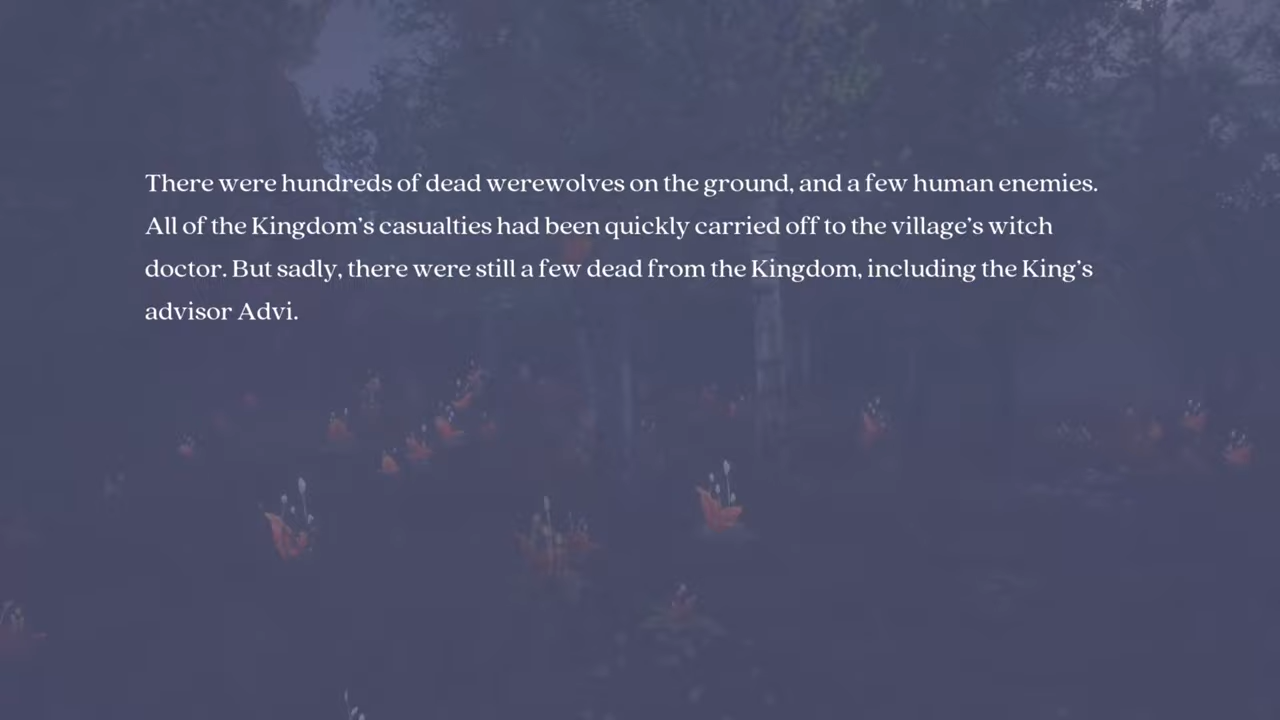 There were hundreds of dead werewolves on the ground, and a few human enemies.
All of the Kingdom’s casualties had been quickly carried off to the village’s witch
doctor. But sadly, there were still a few dead from the Kingdom, including the King’s
advisor Advi.